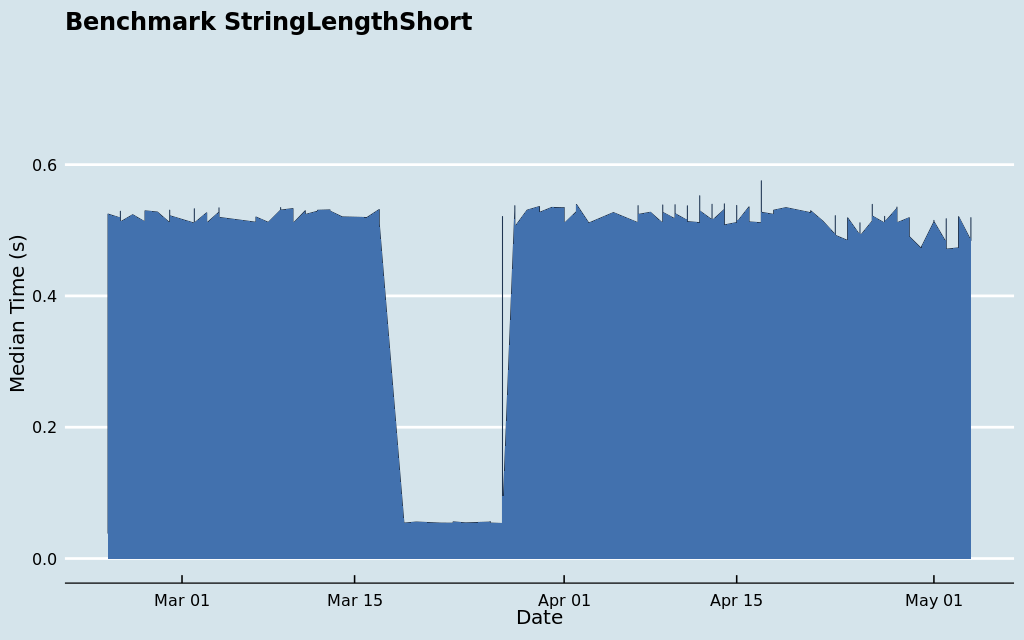 Benchmark StringLengthShort
Median Time (s)
0.6
0.4
0.2
0.0
Mar 01 Mar 15 Apr 01 Apr 15 May 01
Date